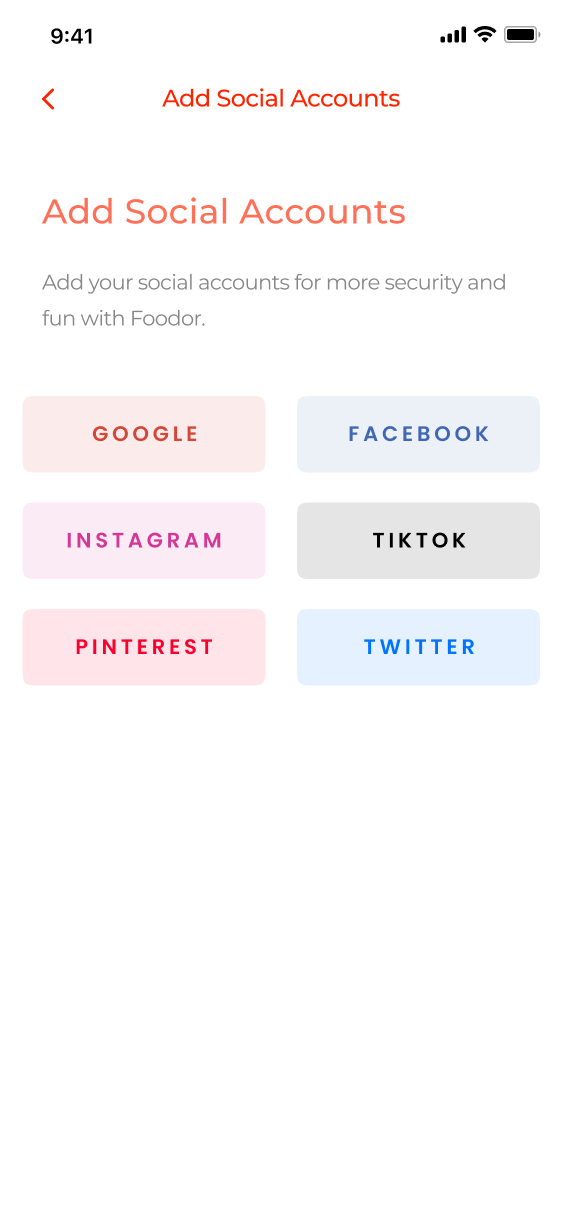 9:41
Add Social Accounts
Add Social Accounts
Add your social accounts for more security and
fun with Foodor.
GOOGLE
FACEBOOK
INSTAGRAM
TIKTOK
PINTEREST
TWITTER